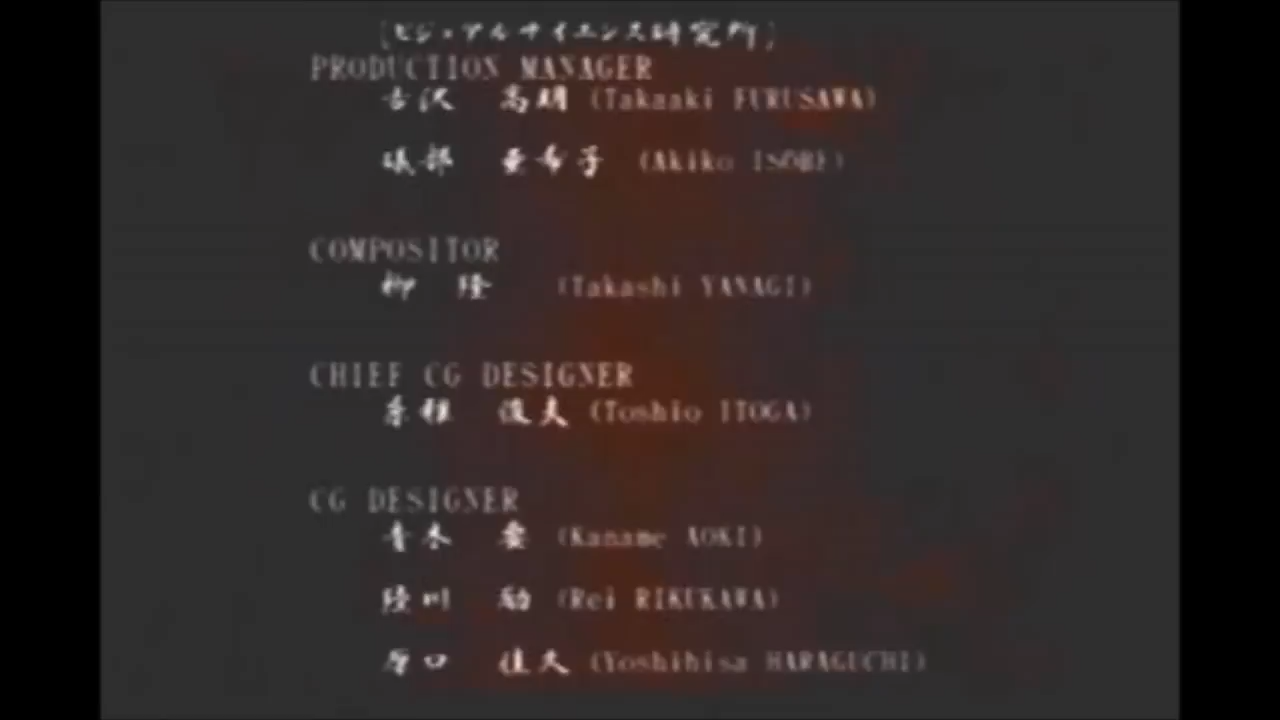 [ビジュアルサイエンス研究所]
PRODUCTION MANAGER
古沢 高明 (Takaaki FURUSAWA)
磯部 亜希子 (Akiko ISOBE)
COMPOSITOR
柳 隆 (Takashi YANAGI)
CHIEF CG DESIGNER
糸雅 俊夫 (Toshio ITOGA)
CG DESIGNER
青木 要 (Kaname AOKI)
陸川 励 (Rei RIKUKAWA)
原口 佳久 (Yoshihisa HARAGUCHI)